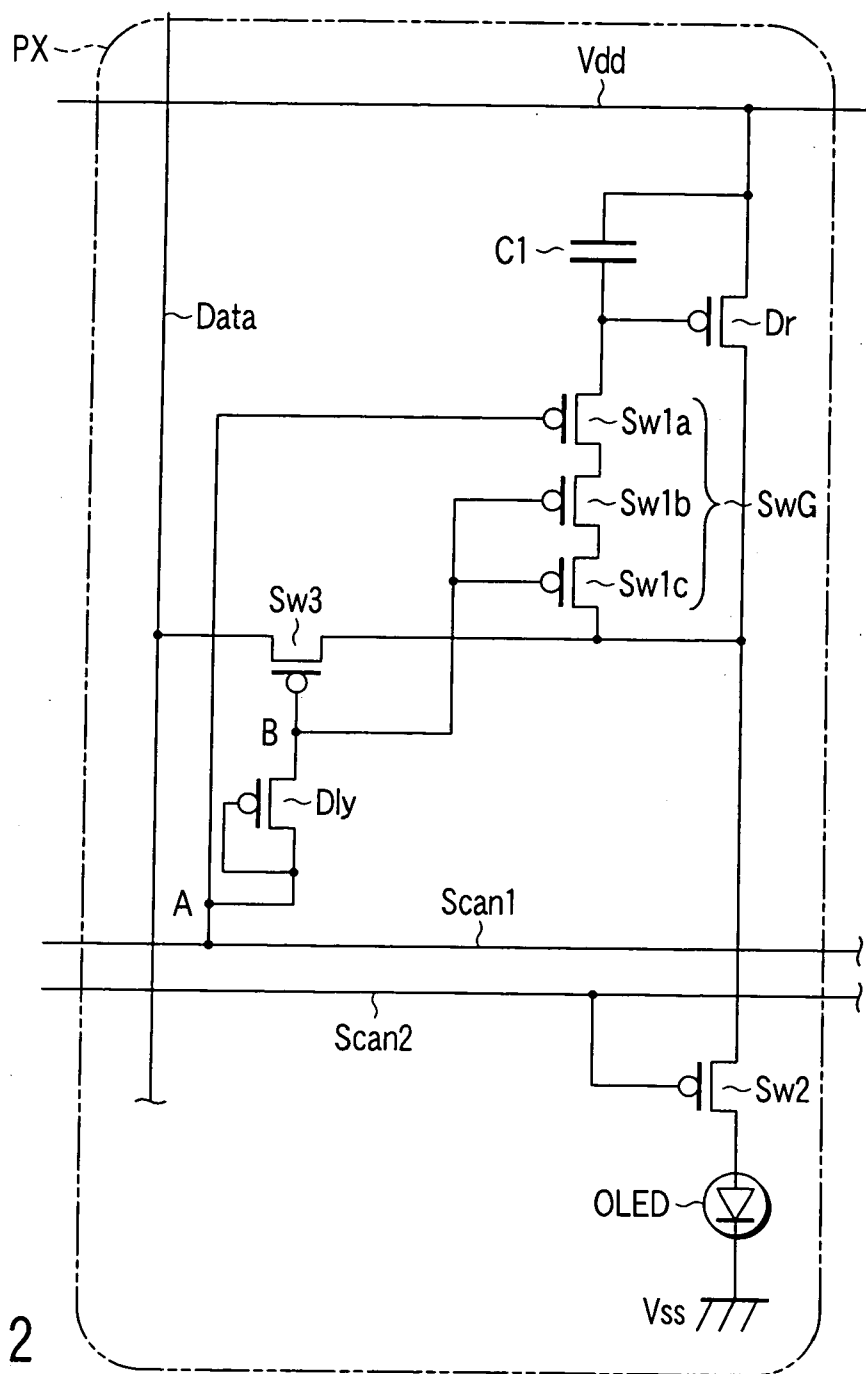 PX
Vdd
C1
Data
Dr
Sw1a
Sw1b
SwG
Sw1c
Sw3
B
Dly
A
Scan1
Scan2
Sw2
OLED
Vss
2